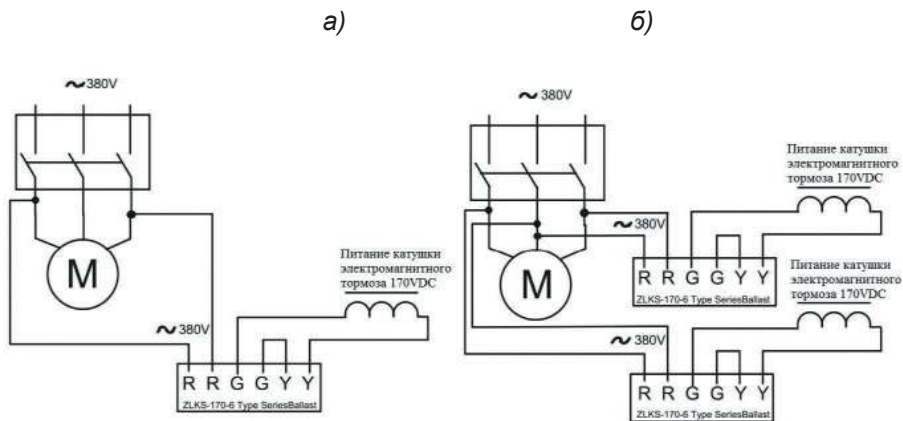 а)
б)
~380V
M
~380V
Питание катушки
электромагнитного
тормоза 170VDC
R R G G Y Y
ZLKS-170-6 Type SeriesBallast
~380V
M
~380V
Питание катушки
электромагнитного
тормоза 170VDC
R R G G Y Y
ZLKS-170-6 Type SeriesBallast
~380V
Питание катушки
электромагнитного
тормоза 170VDC
R R G G Y Y
ZLKS-170-6 Type SeriesBallast